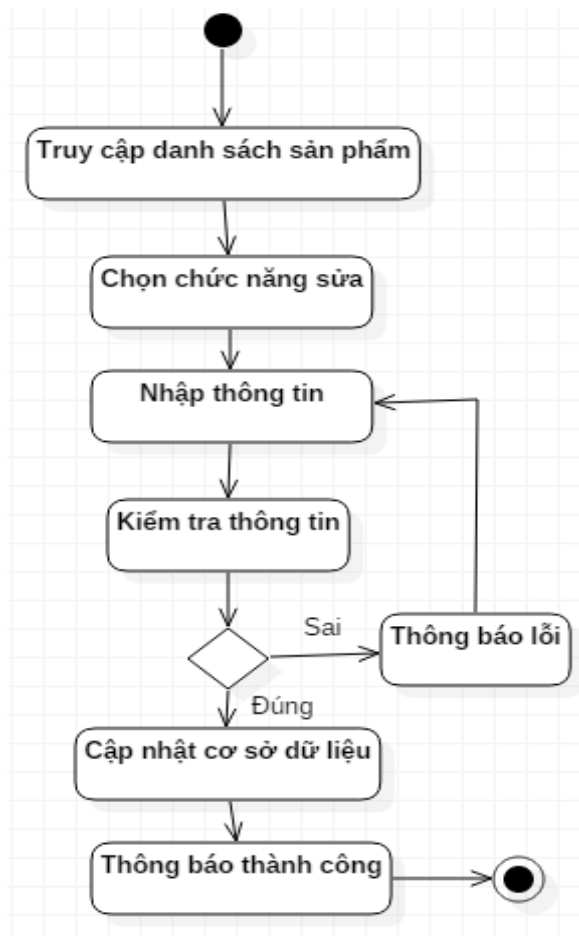 Truy cập danh sách sản phẩm
Chọn chức năng sửa
Nhập thông tin
Kiểm tra thông tin
Sai
Thông báo lỗi
Đúng
Cập nhật cơ sở dữ liệu
Thông báo thành công